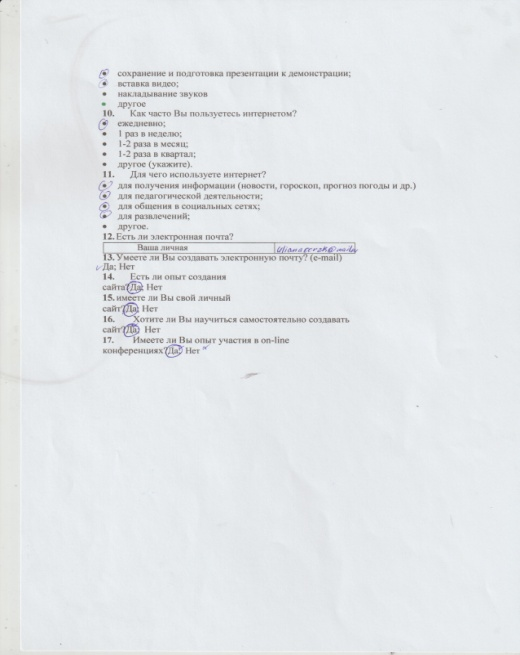 • сохранение и подготовка презентации к демонстрации;
• вставка видео;
• накладывание звуков
• другое
10. Как часто Вы пользуетесь интернетом?
• ежедневно;
• 1 раз в неделю;
• 1-2 раза в месяц;
• 1-2 раза в квартал;
• другое (укажите).
11. Для чего используете интернет?
• для получения информации (новости, гороскоп, прогноз погоды и др.)
• для педагогической деятельности;
• для общения в социальных сетях;
• для развлечений;
• другое.
12. Есть ли электронная почта?
Ваша личная
13. Умеете ли Вы создавать электронную почту? (e-mail)
Да; Нет
14. Есть ли опыт создания
сайта? Да; Нет
15. имеете ли Вы свой личный
сайт? Да; Нет
16. Хотите ли Вы научиться самостоятельно создавать
сайт? Да; Нет
17. Имеете ли Вы опыт участия в on-line
конференциях? Да; Нет